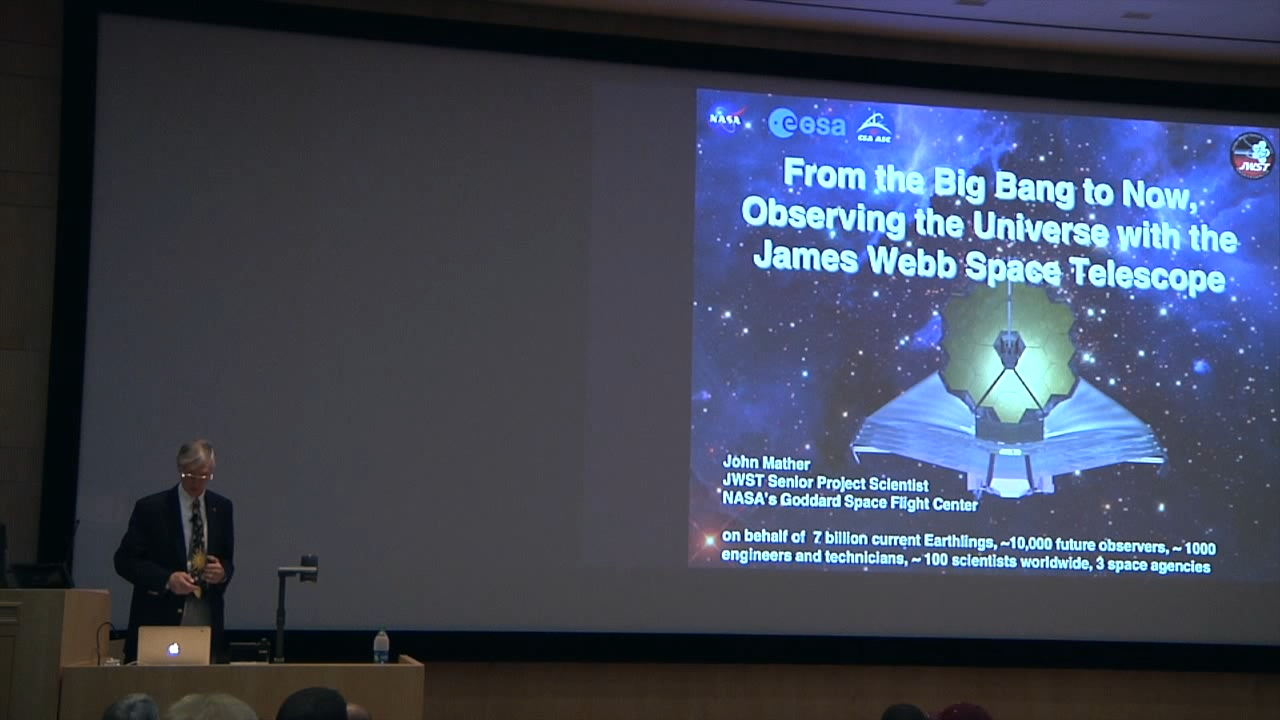 NASA
esa
CSA ASC
JWST
From the Big Bang to Now,
Observing the Universe with the
James Webb Space Telescope
John Mather
JWST Senior Project Scientist
NASA's Goddard Space Flight Center
on behalf of 7 billion current Earthlings, ~10,000 future observers, ~ 1000
engineers and technicians, ~ 100 scientists worldwide, 3 space agencies